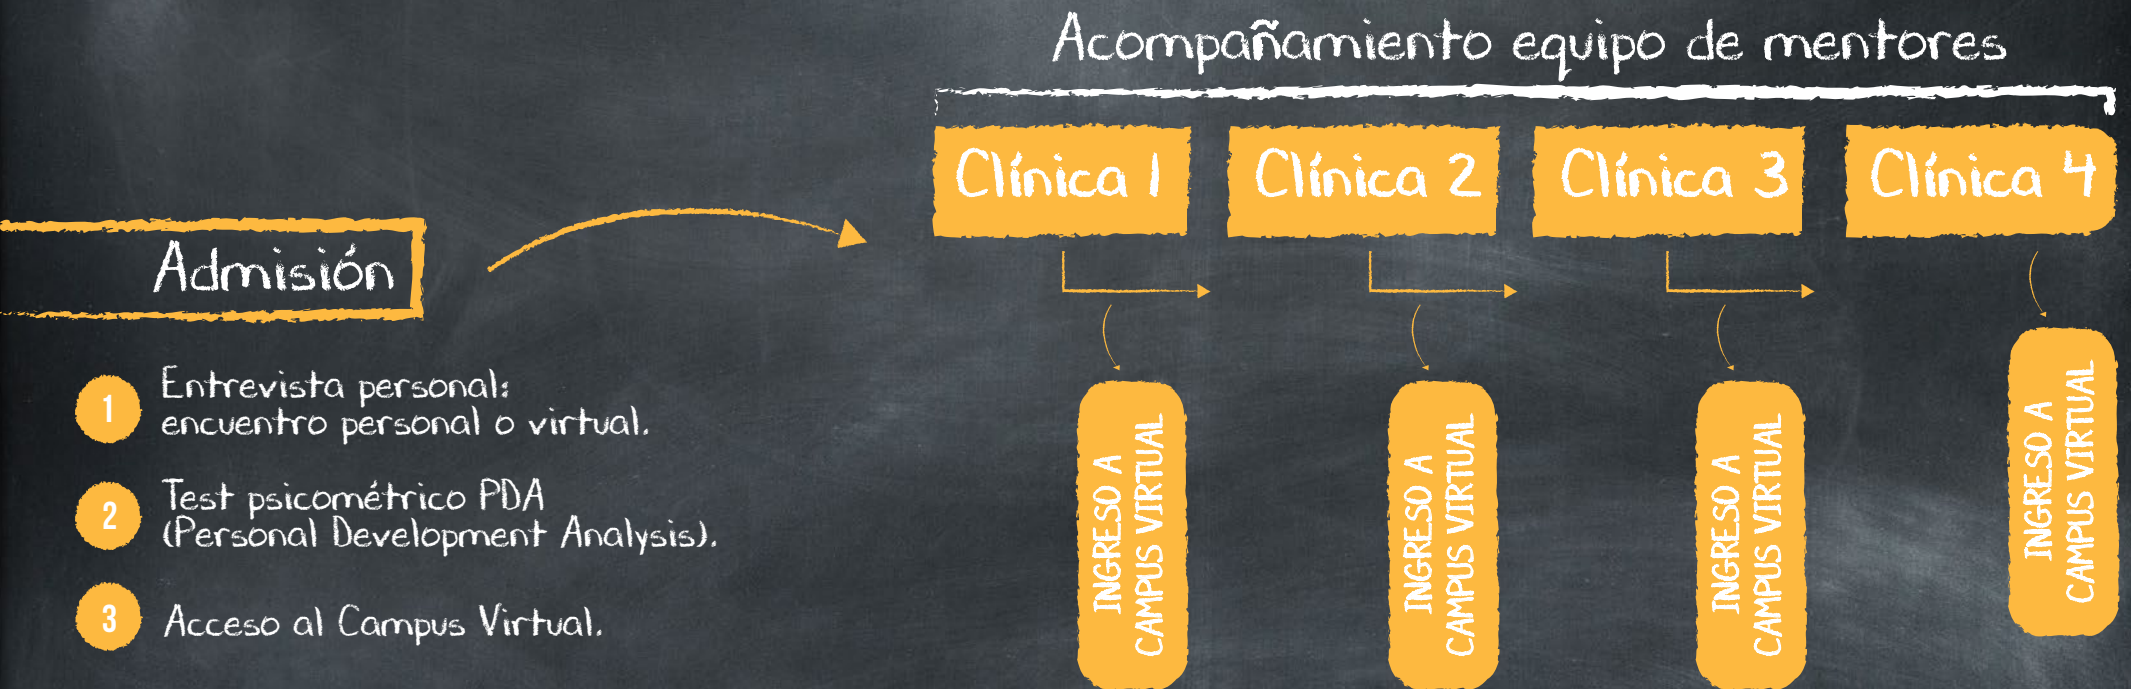 Acompañamiento equipo de mentores
Clínica 1
Clínica 2
Clínica 3
Clínica 4
Admisión
1
Entrevista personal:
encuentro personal o virtual.
2
Test psicométrico PDA
(Personal Development Analysis).
3
Acceso al Campus Virtual.
INGRESO A
CAMPUS VIRTUAL
INGRESO A
CAMPUS VIRTUAL
INGRESO A
CAMPUS VIRTUAL
INGRESO A
CAMPUS VIRTUAL